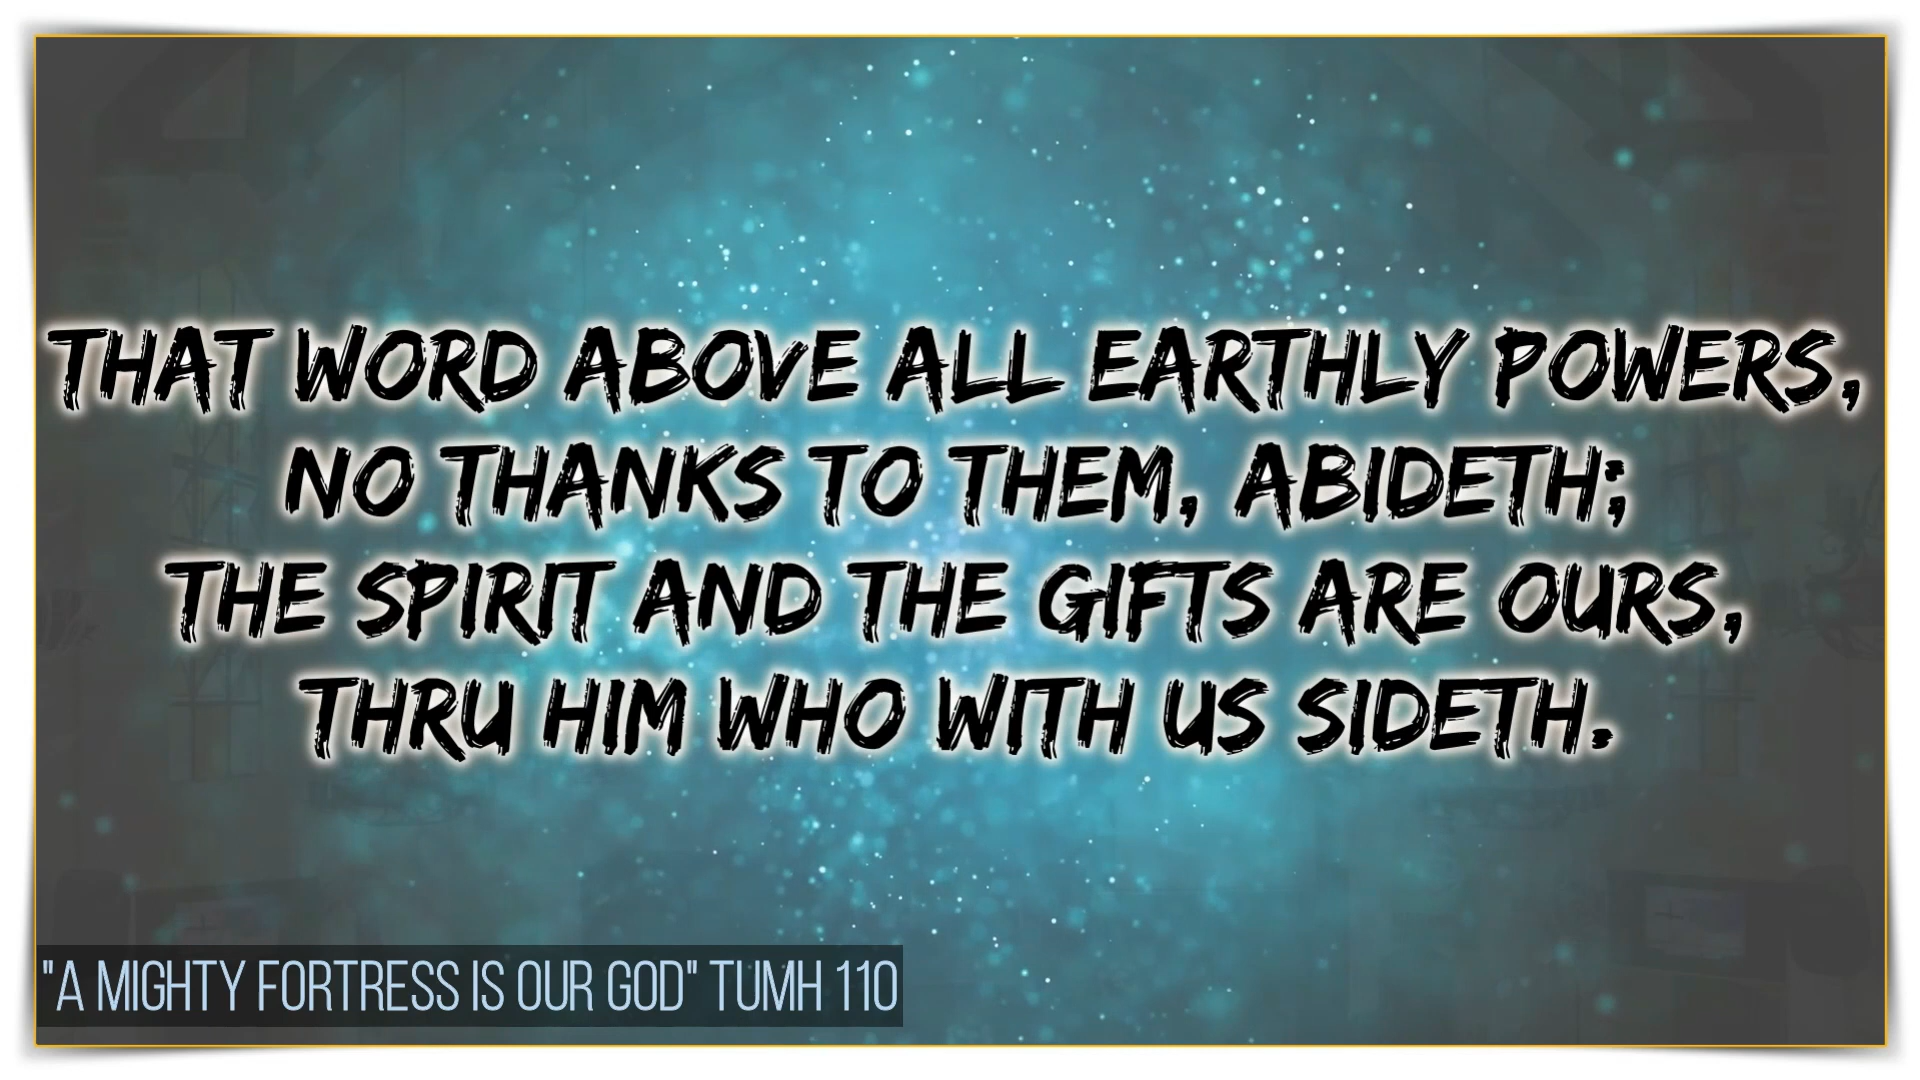 THAT WORD ABOVE ALL EARTHLY POWERS,
NO THANKS TO THEM, ABIDETH;
THE SPIRIT AND THE GIFTS ARE OURS,
THRU HIM WHO WITH US SIDETH.
"A MIGHTY FORTRESS IS OUR GOD" TUMH 110